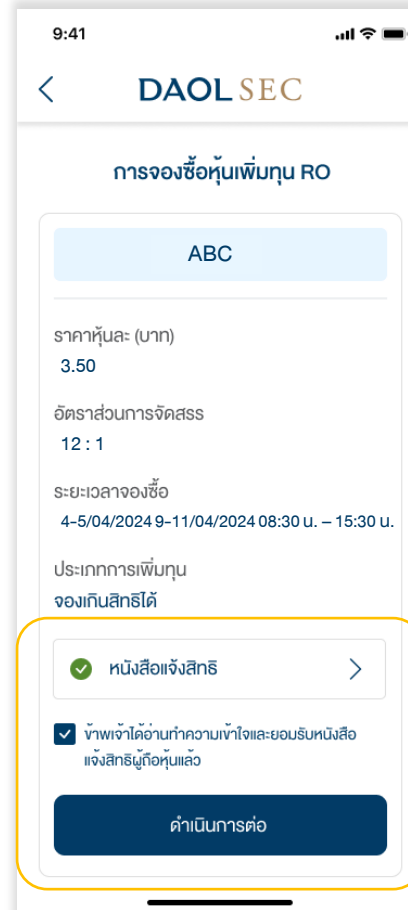 9:41
DAOL SEC
การจองซื้อหุ้นเพิ่มทุน RO
ABC
ราคาหุ้นละ (บาท)
3.50
อัตราส่วนการจัดสรร
12 : 1
ระยะเวลาจองซื้อ
4-5/04/2024 9-11/04/2024 08:30 น. – 15:30 น.
ประเภทการเพิ่มทุน
จองเกินสิทธิได้
หนังสือแจ้งสิทธิ
ข้าพเจ้าได้อ่านทำความเข้าใจและยอมรับหนังสือ
แจ้งสิทธิผู้ถือหุ้นแล้ว
ดำเนินการต่อ